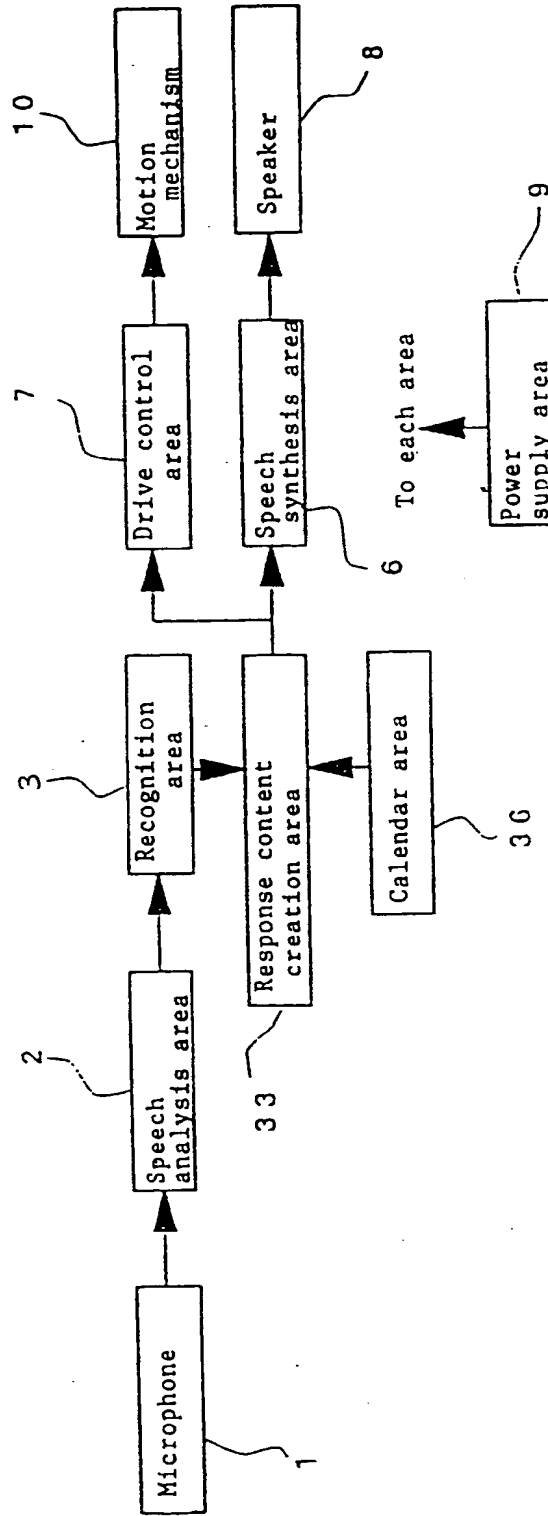 Microphone
1
Speech
analysis area
2
Recognition
area
3
Response content
creation area
33
Calendar area
36
Drive control
area
7
Speech
synthesis area
6
Motion
mechanism
10
Speaker
8
To each area
Power
supply area
9